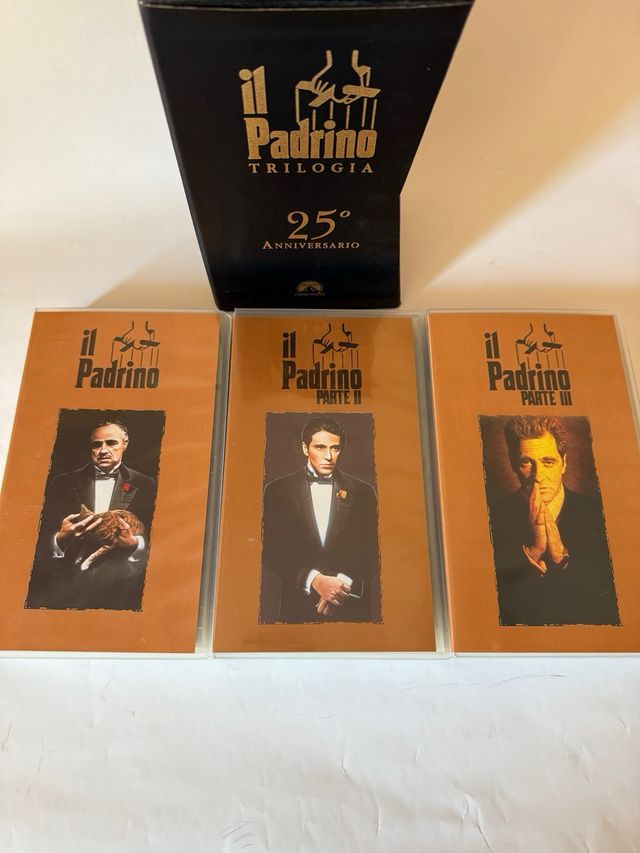 il
Padrino
TRILOGIA
25°
ANNIVERSARIO
il
Padrino
il
Padrino
PARTE II
il
Padrino
PARTE III